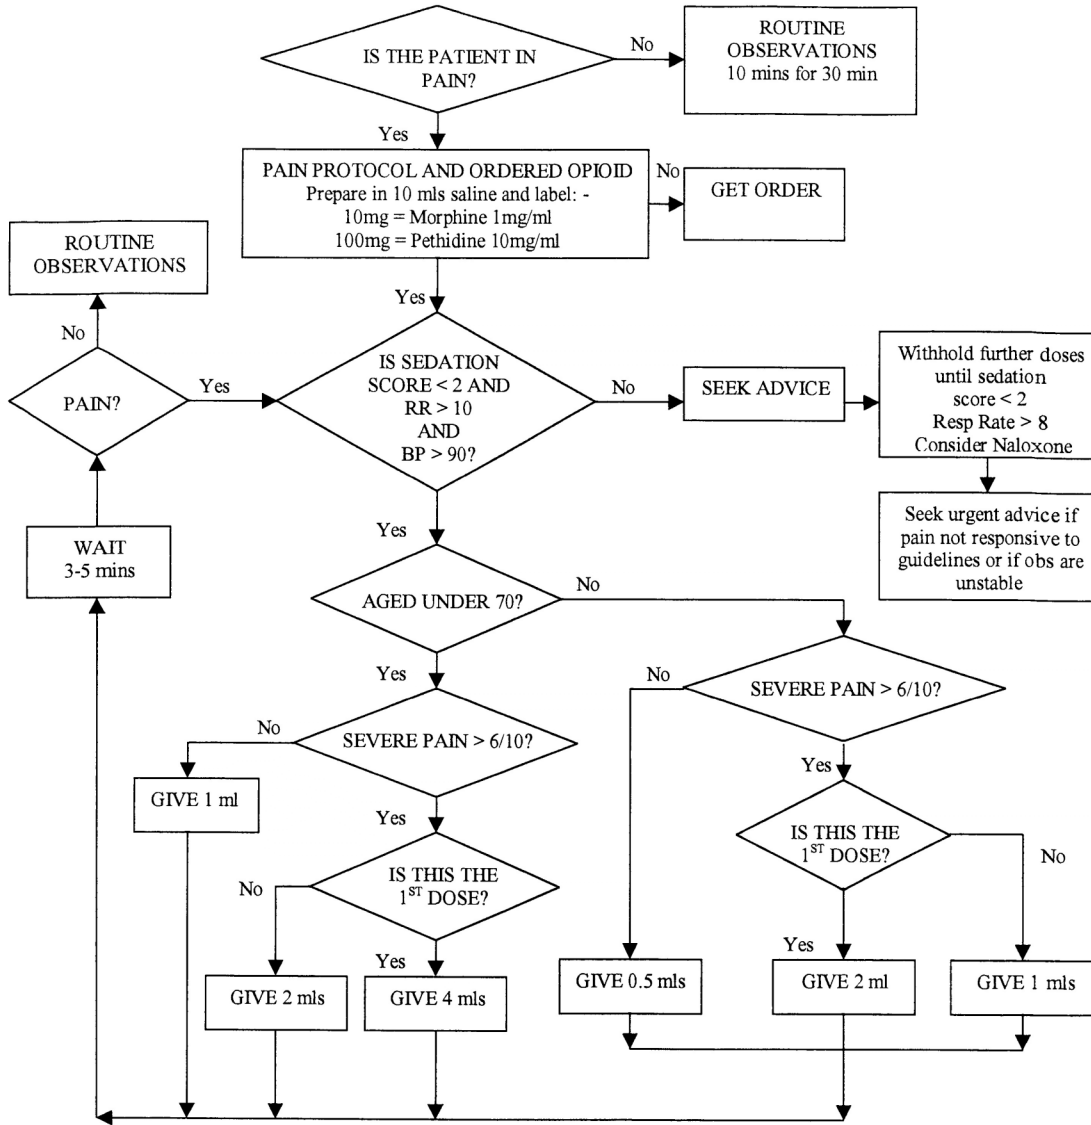 IS THE PATIENT IN
PAIN?
No
ROUTINE
OBSERVATIONS
10 mins for 30 min
Yes
PAIN PROTOCOL AND ORDERED OPIOID
Prepare in 10 mls saline and label: -
10mg = Morphine 1mg/ml
100mg = Pethidine 10mg/ml
No
GET ORDER
ROUTINE
OBSERVATIONS
Yes
No
PAIN?
Yes
IS SEDATION
SCORE < 2 AND
RR > 10
AND
BP > 90?
No
SEEK ADVICE
Withhold further doses
until sedation
score < 2
Resp Rate > 8
Consider Naloxone
Seek urgent advice if
pain not responsive to
guidelines or if obs are
unstable
WAIT
3-5 mins
Yes
AGED UNDER 70?
No
Yes
No
SEVERE PAIN > 6/10?
No
SEVERE PAIN > 6/10?
Yes
GIVE 1 ml
Yes
IS THIS THE
1ST DOSE?
No
IS THIS THE
1ST DOSE?
No
Yes
Yes
GIVE 2 mls
GIVE 4 mls
GIVE 0.5 mls
GIVE 2 ml
GIVE 1 mls